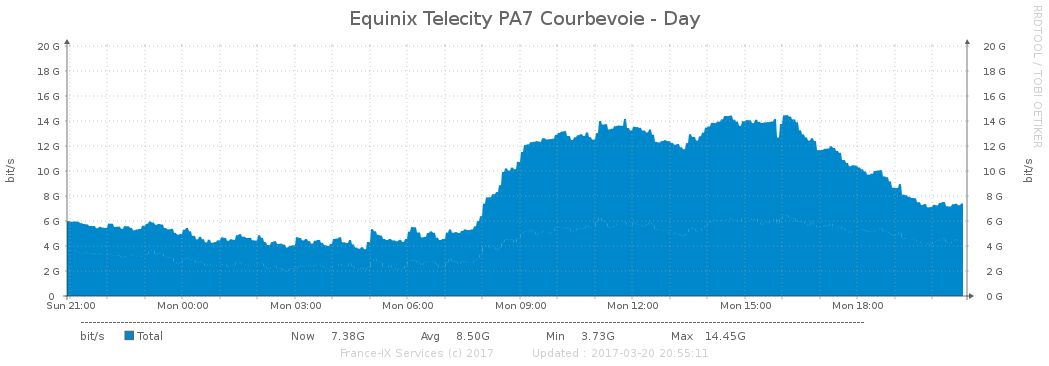 Equinix Telecity PA7 Courbevoie - Day
RRDTOOL / TOBI OETIKER
20 G 20 G
18 G 18 G
16 G 16 G
14 G 14 G
12 G 12 G
10 G 10 G
8 G 8 G
6 G 6 G
4 G 4 G
2 G 2 G
0 0 G
bit/s bit/s
Sun 21:00 Mon 00:00 Mon 03:00 Mon 06:00 Mon 09:00 Mon 12:00 Mon 15:00 Mon 18:00
bit/s Total Now 7.38G Avg 8.50G Min 3.73G Max 14.45G
France-IX Services (c) 2017 Updated : 2017-03-20 20:55:11